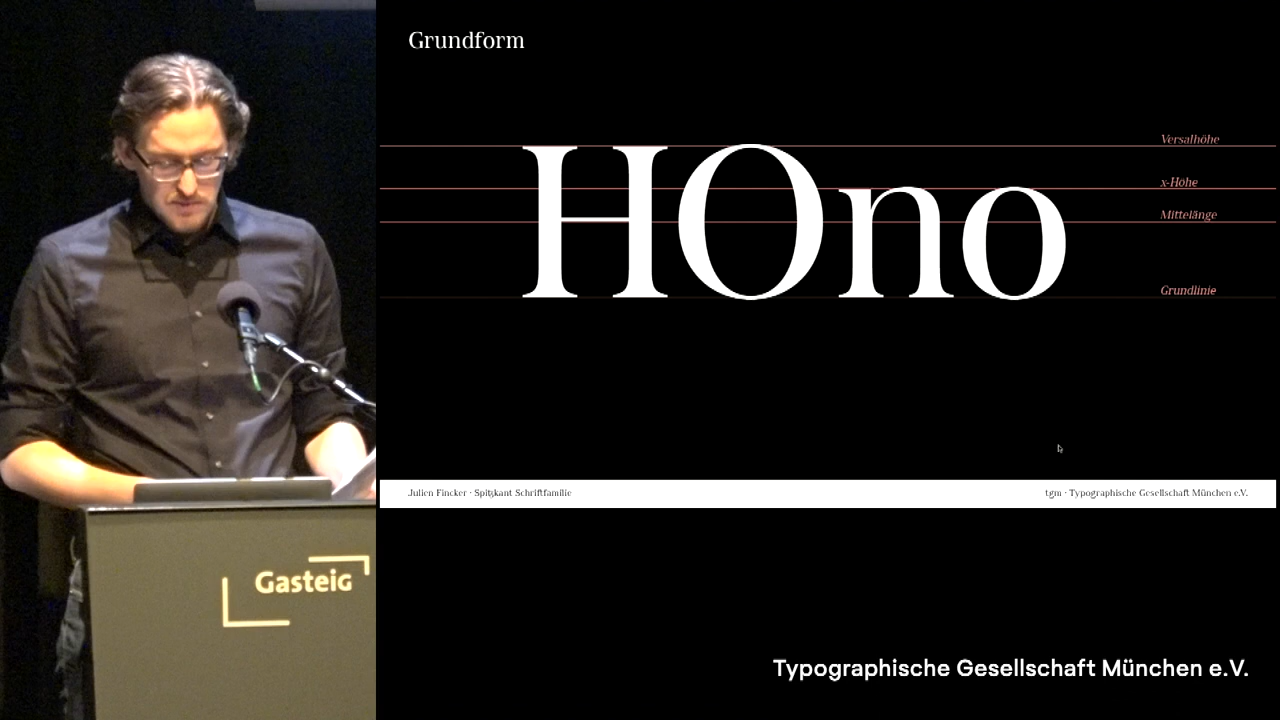 Grundform
Versalhöhe
x-Höhe
Mittelänge
Grundlinie
HOno
Julien Fincker · Spitzkant Schriftfamilie
tgm · Typographische Gesellschaft München e.V.
Gasteig
Typographische Gesellschaft München e.V.